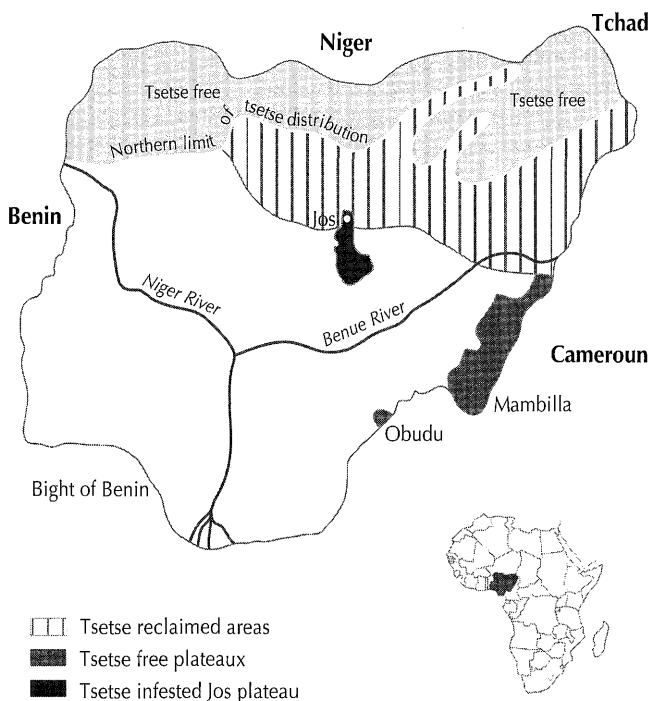 Tchad
Niger
Tsetse free
Tsetse free
Northern limit of tsetse distribution
Benin
Jos
Niger River
Benue River
Cameroun
Mambilla
Obudu
Bight of Benin
Tsetse reclaimed areas
Tsetse free plateaux
Tsetse infested Jos plateau